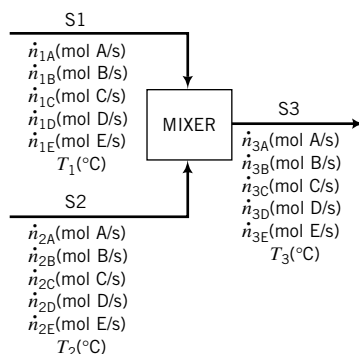 S1
ṅ1A(mol A/s)
ṅ1B(mol B/s)
ṅ1C(mol C/s)
ṅ1D(mol D/s)
ṅ1E(mol E/s)
T1(°C)
MIXER
S3
ṅ3A(mol A/s)
ṅ3B(mol B/s)
ṅ3C(mol C/s)
ṅ3D(mol D/s)
ṅ3E(mol E/s)
T3(°C)
S2
ṅ2A(mol A/s)
ṅ2B(mol B/s)
ṅ2C(mol C/s)
ṅ2D(mol D/s)
ṅ2E(mol E/s)
T2(°C)